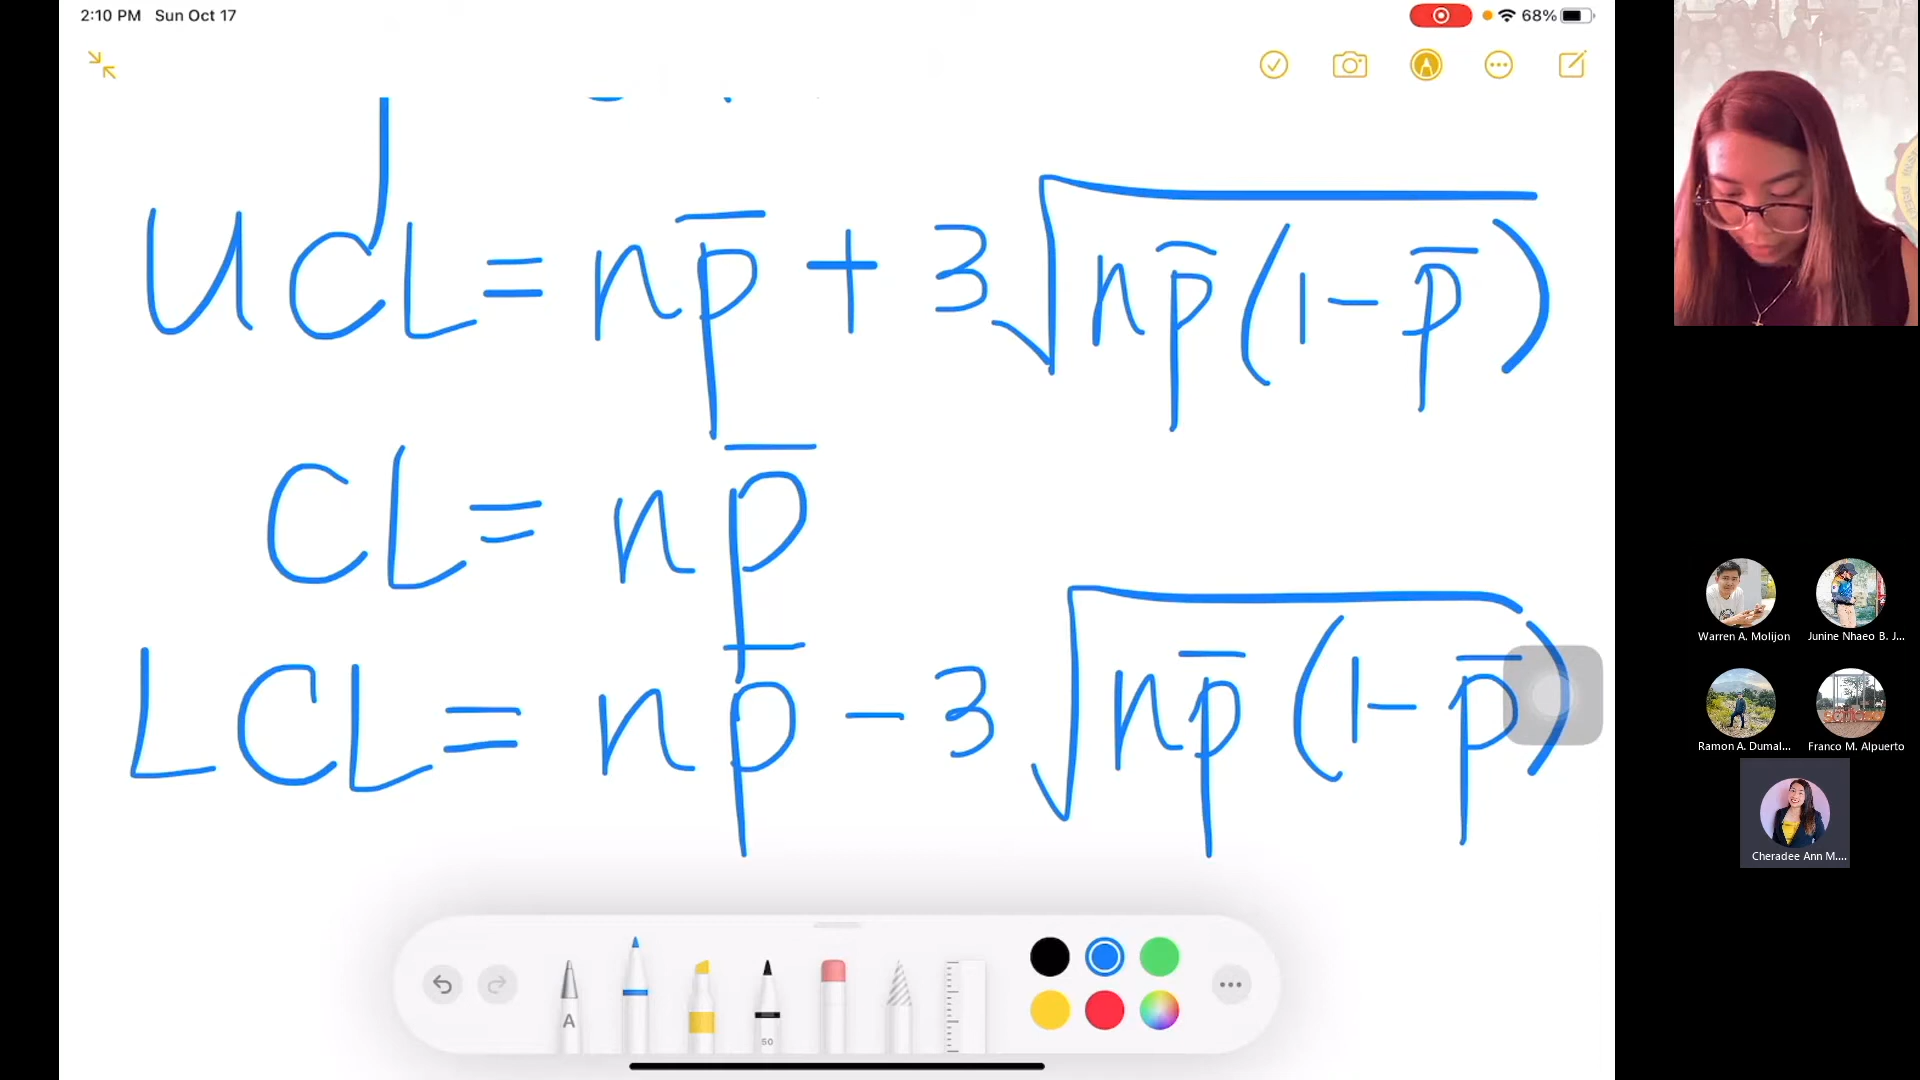 2:10 PM Sun Oct 17
68%
UCL = np̅ + 3√np̅(1-p̅)
CL = np̅
LCL = np̅ - 3√np̅(1-p̅)
A
50
Warren A. Molijon
Junine Nhaeo B. J...
Ramon A. Dumal...
Franco M. Alpuerto
Cheradee Ann M....